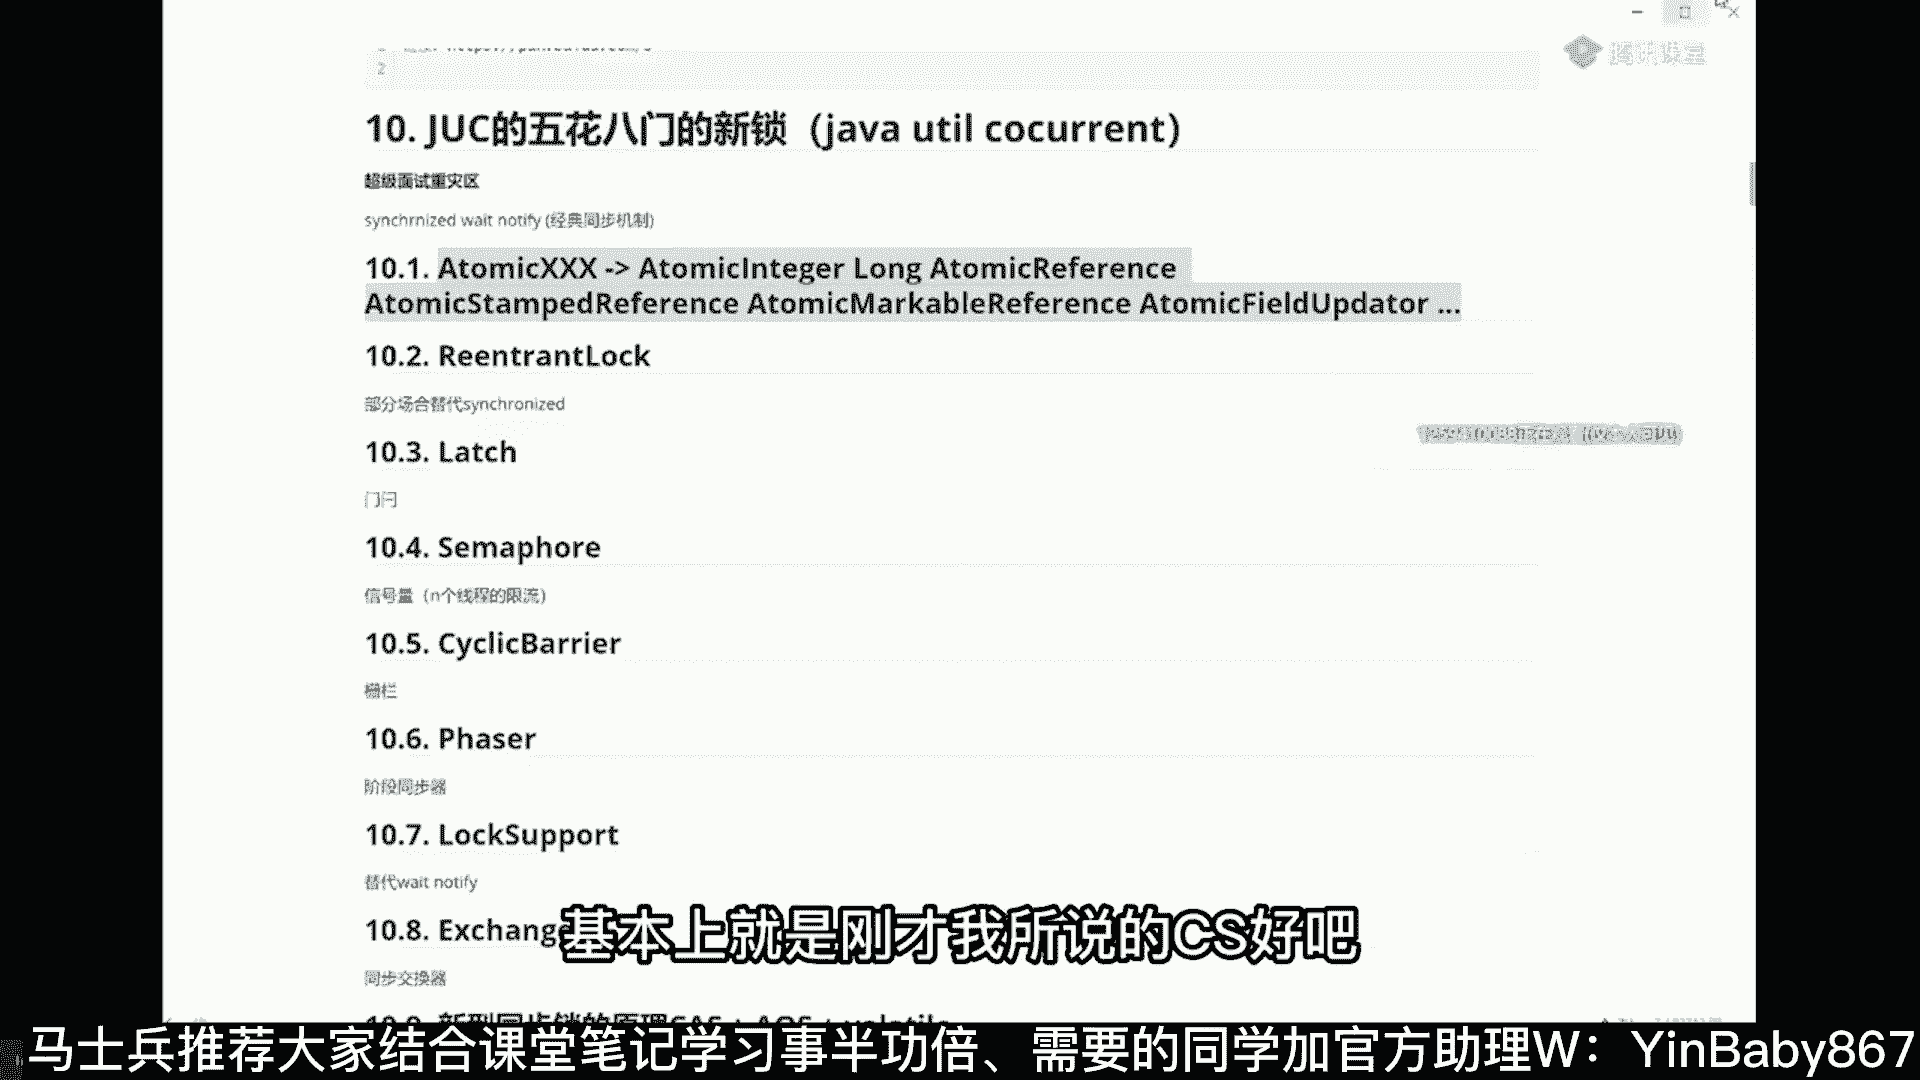 2
腾讯课堂
10. JUC的五花八门的新锁（java util cocurrent）
超级面试重灾区
synchrnized wait notify (经典同步机制)
10.1. AtomicXXX -> AtomicInteger Long AtomicReference
AtomicStampedReference AtomicMarkableReference AtomicFieldUpdator ...
10.2. ReentrantLock
部分场合替代synchronized
10.3. Latch
门闩
10.4. Semaphore
信号量（n个线程的限流）
10.5. CyclicBarrier
栅栏
10.6. Phaser
阶段同步器
10.7. LockSupport
替代wait notify
10.8. Exchange
基本上就是刚才我所说的CS好吧
同步交换器
马士兵推荐大家结合课堂笔记学习事半功倍、需要的同学加官方助理W：YinBaby867